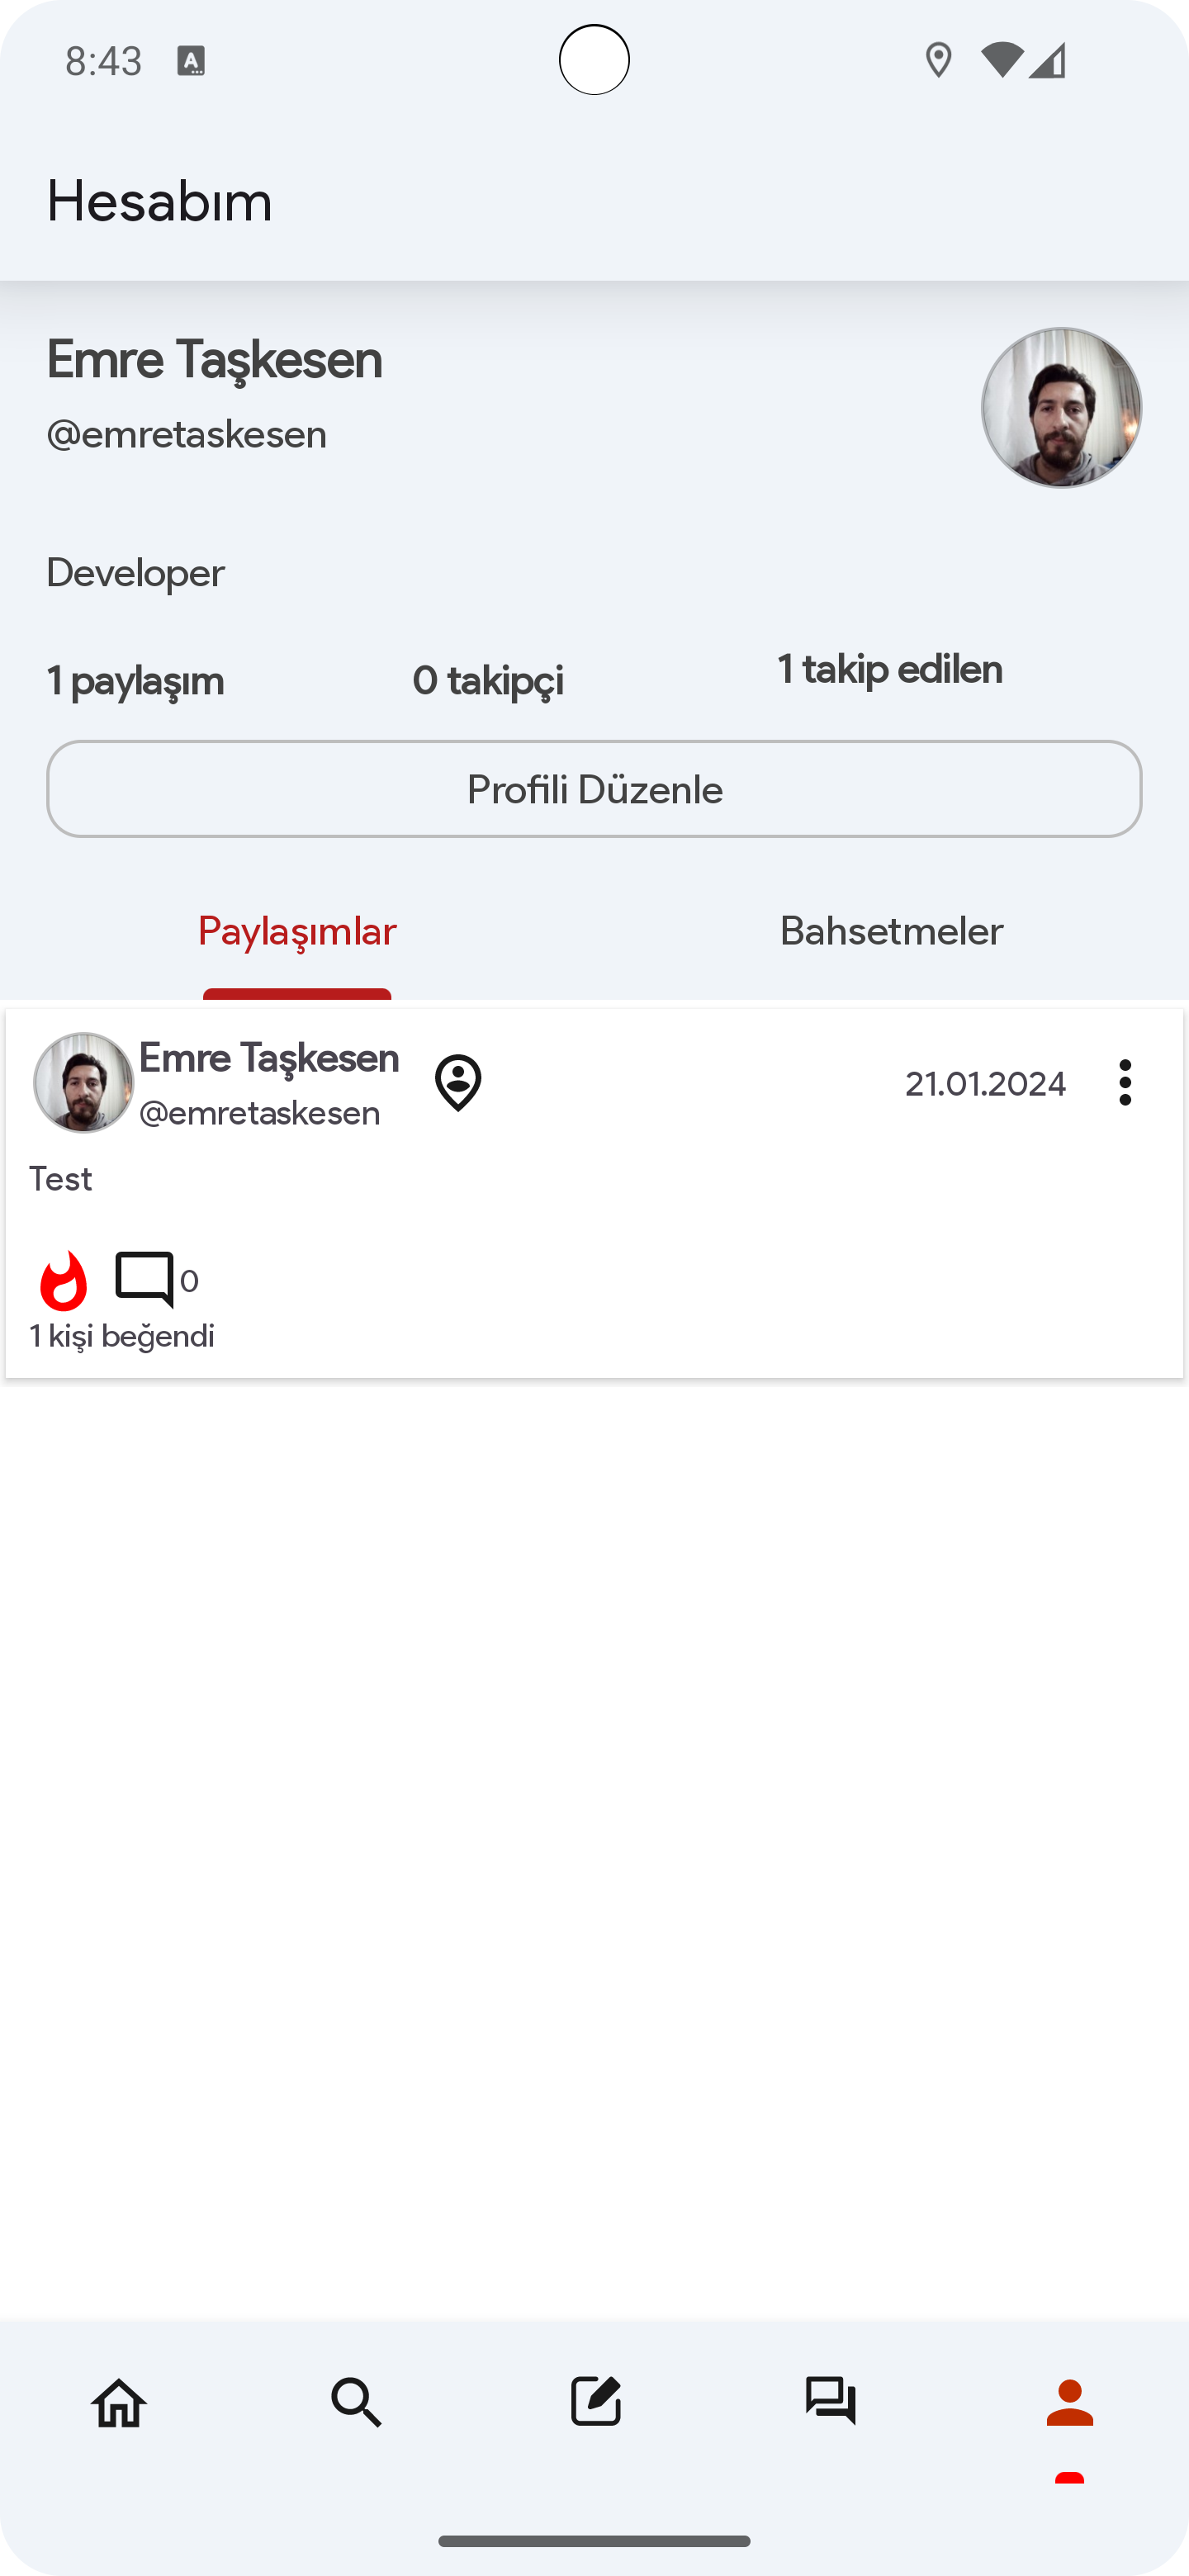 8:43
Hesabım
Emre Taşkesen
@emretaskesen
Developer
1 paylaşım 0 takipçi 1 takip edilen
Profili Düzenle
Paylaşımlar Bahsetmeler
Emre Taşkesen
@emretaskesen
21.01.2024
Test
0
1 kişi beğendi